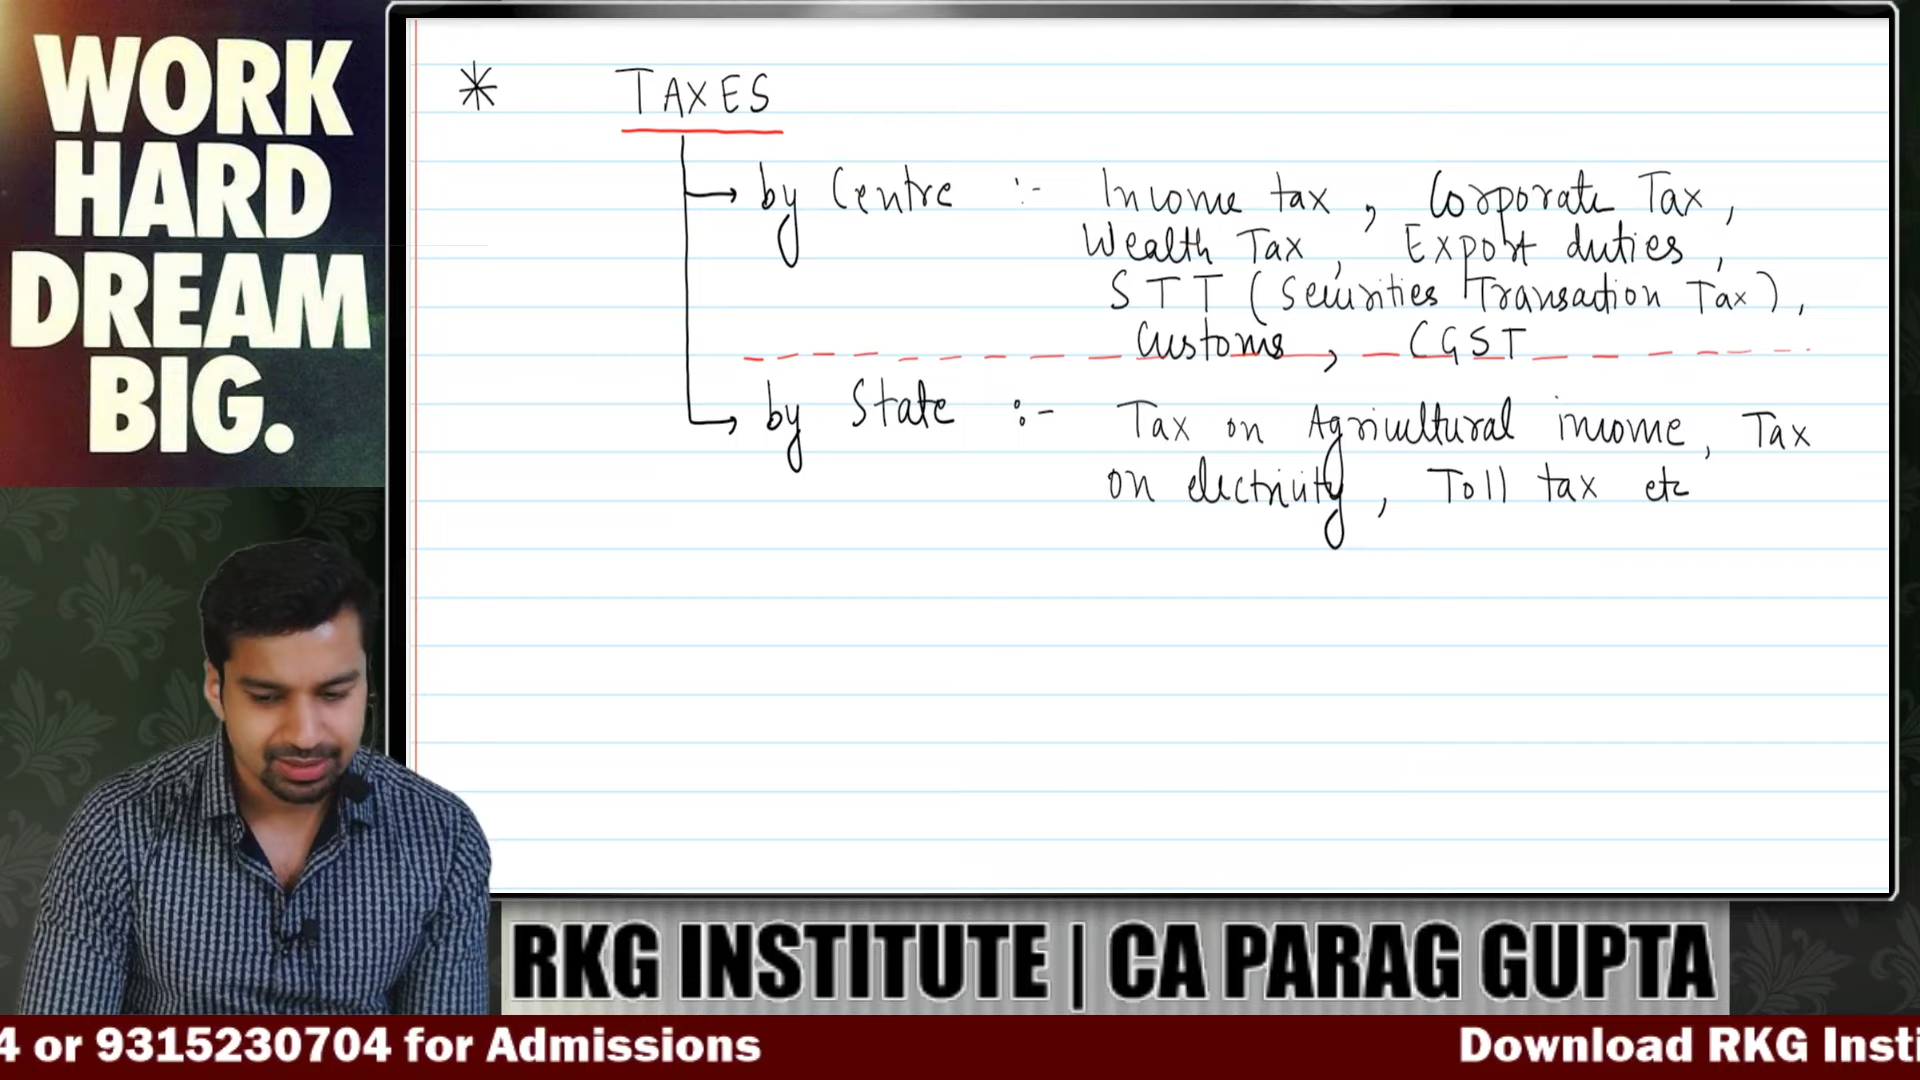 WORK
HARD
DREAM
BIG.
* TAXES
by Centre :- Income tax, Corporate Tax,
Wealth Tax, Export duties,
STT (Securities Transaction Tax),
Customs, CGST
by State :- Tax on Agricultural income, Tax
on electricity, Toll tax etc
RKG INSTITUTE | CA PARAG GUPTA
4 or 9315230704 for Admissions Download RKG Insti